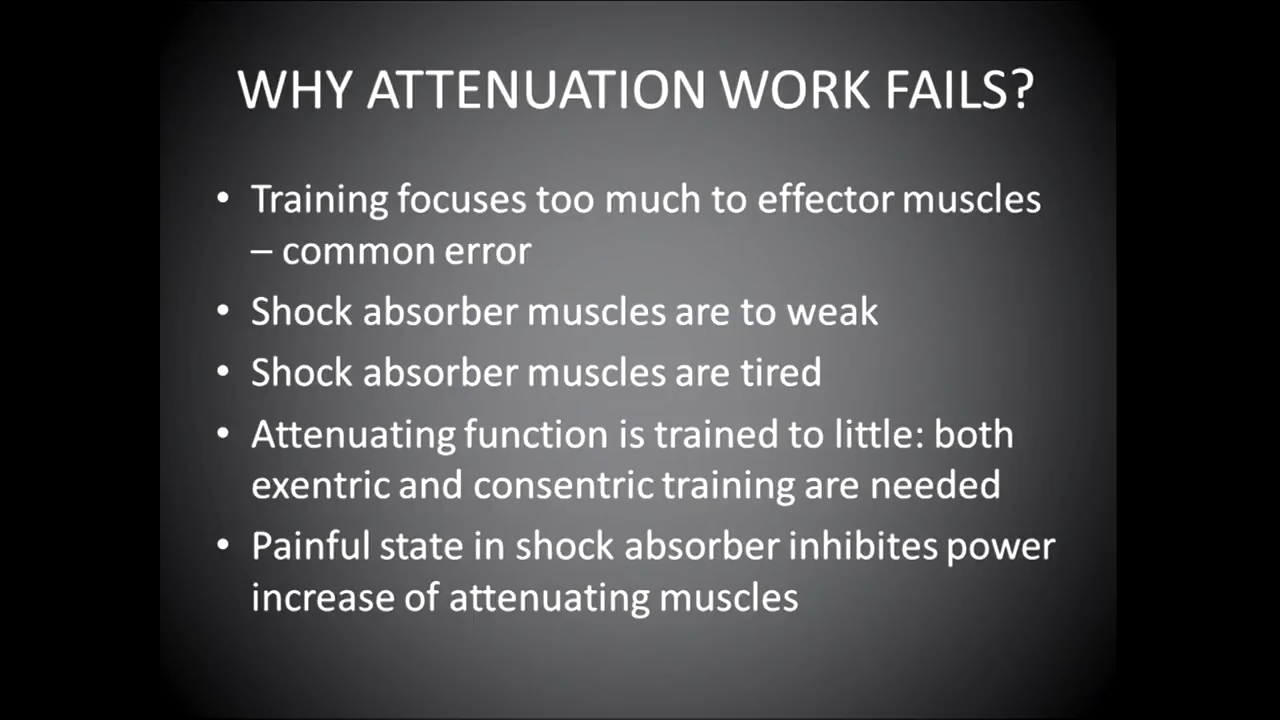 WHY ATTENUATION WORK FAILS?
• Training focuses too much to effector muscles
– common error
• Shock absorber muscles are to weak
• Shock absorber muscles are tired
• Attenuating function is trained to little: both
exentric and consentric training are needed
• Painful state in shock absorber inhibites power
increase of attenuating muscles